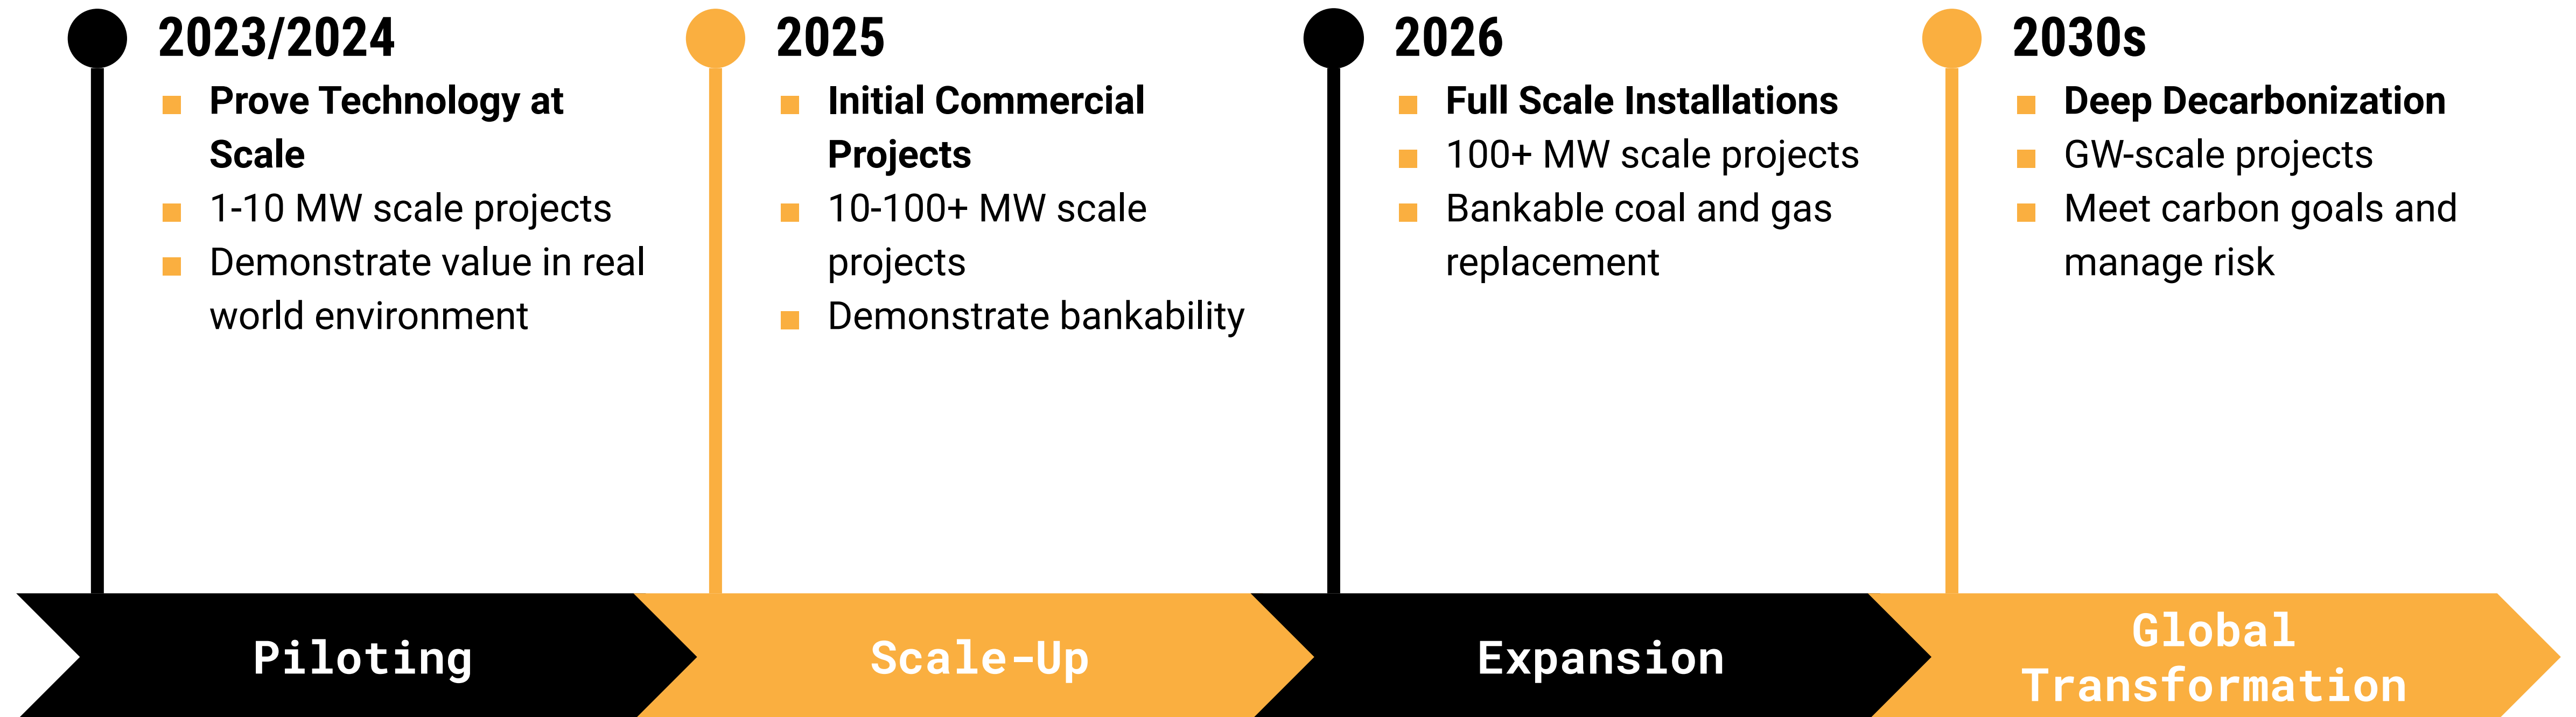 2023/2024
Prove Technology at
Scale
1-10 MW scale projects
Demonstrate value in real
world environment
2025
Initial Commercial
Projects
10-100+ MW scale
projects
Demonstrate bankability
2026
Full Scale Installations
100+ MW scale projects
Bankable coal and gas
replacement
2030s
Deep Decarbonization
GW-scale projects
Meet carbon goals and
manage risk
Piloting
Scale-Up
Expansion
Global
Transformation